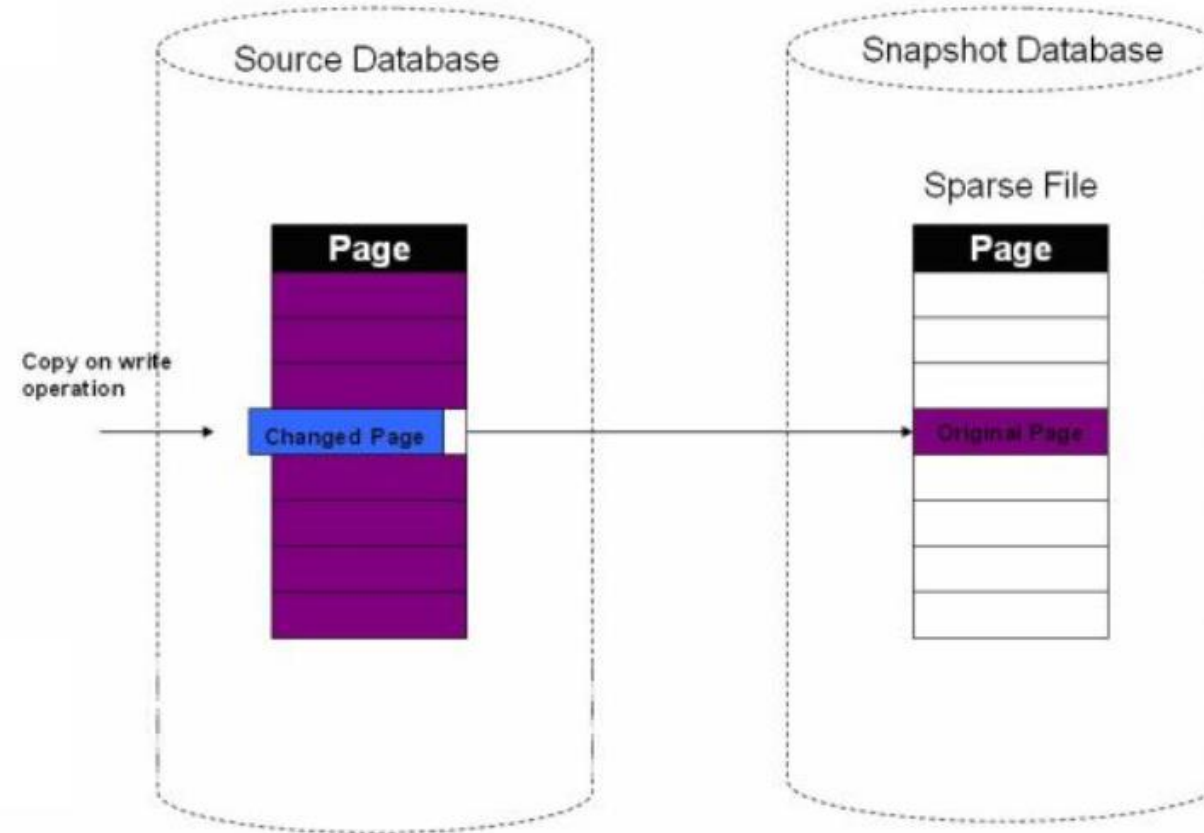 Source Database
Snapshot Database
Sparse File
Page
Page
Copy on write
operation
Changed Page
Original Page